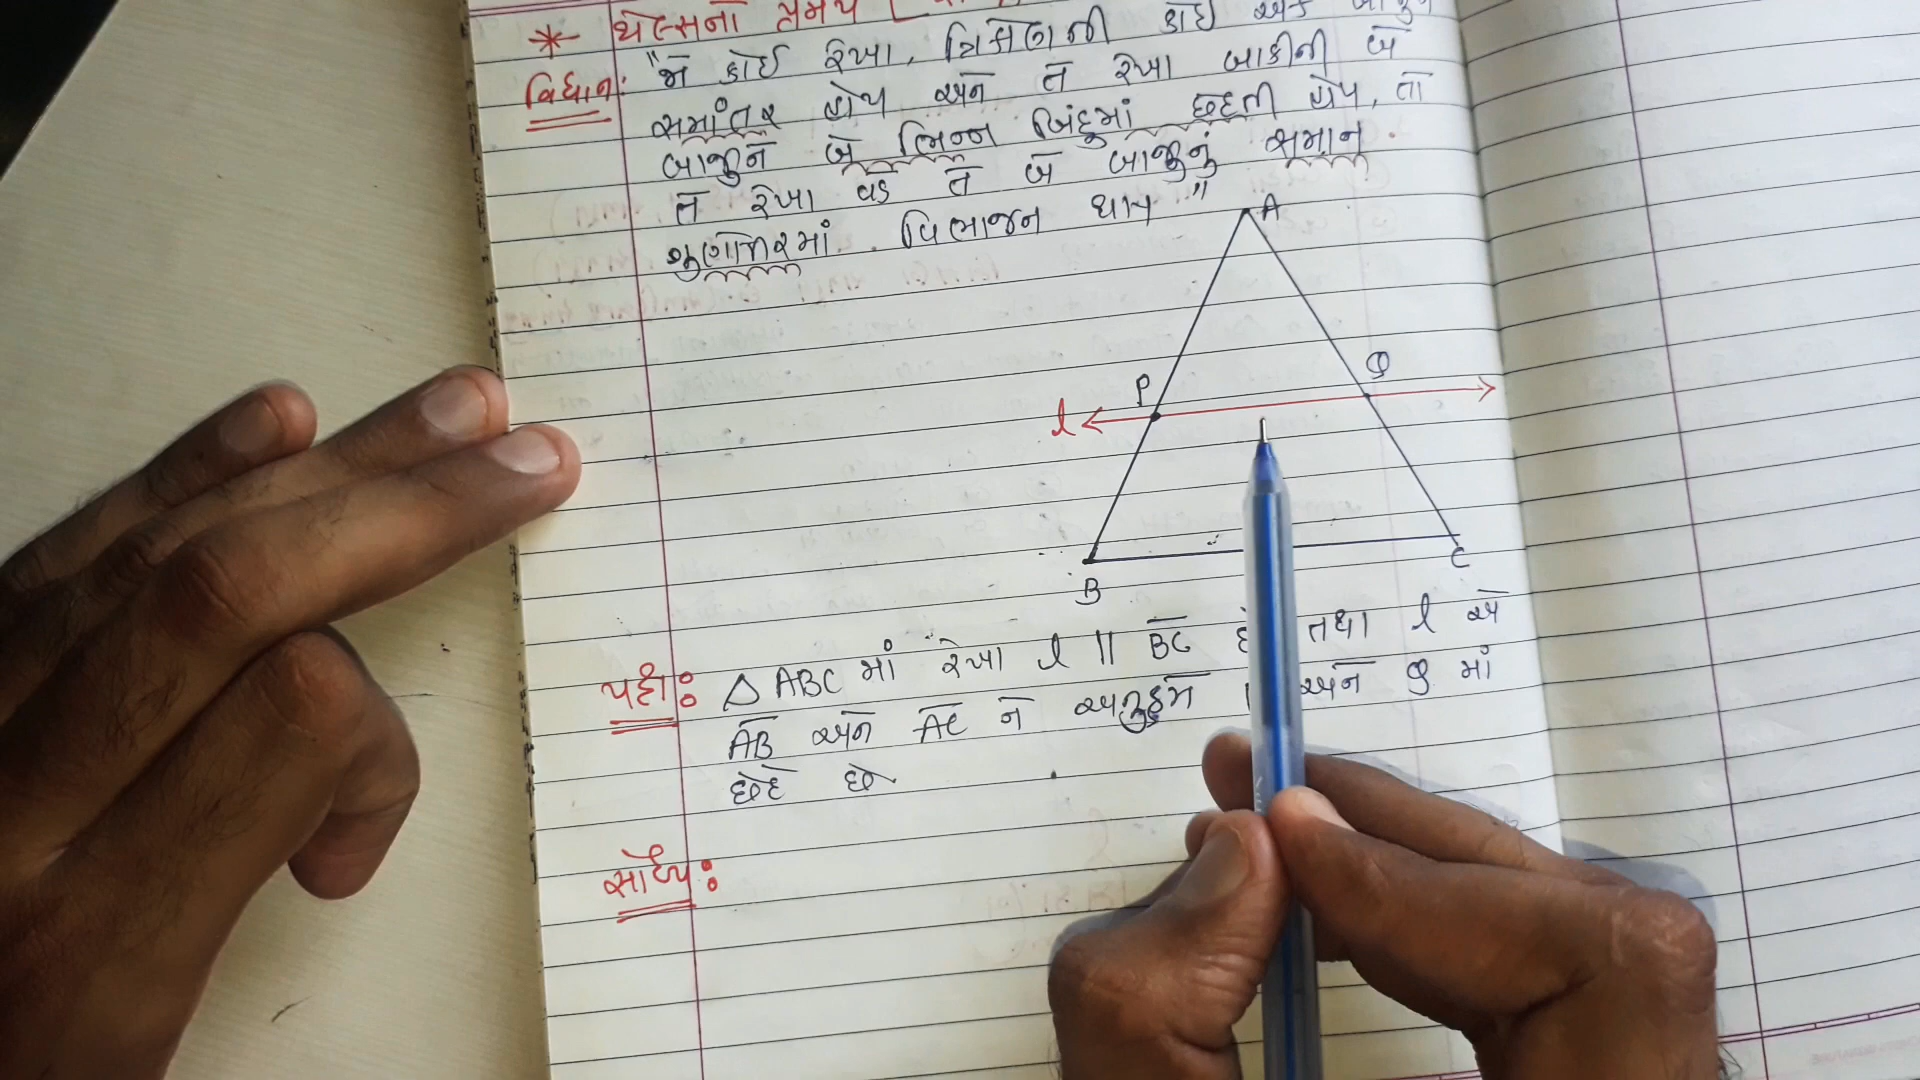 * થેલ્સનો પ્રમેય
વિધાન: "જો કોઈ રેખા, ત્રિકોણની કોઈ એક
સમાંતર હોય અને તે રેખા બાકીની બે
બાજુને બે ભિન્ન બિંદુમાં છેદતી હોય, તો
તે રેખા વડે તે બે બાજુનું સમાન
ગુણોત્તરમાં વિભાજન થાય"
A
P
Q
l
B
C
પક્ષ: △ ABC માં રેખા l || BC છે તથા l એ
AB અને AC ને અનુક્રમે અને Q માં
છેદે છે
સાધ્ય: